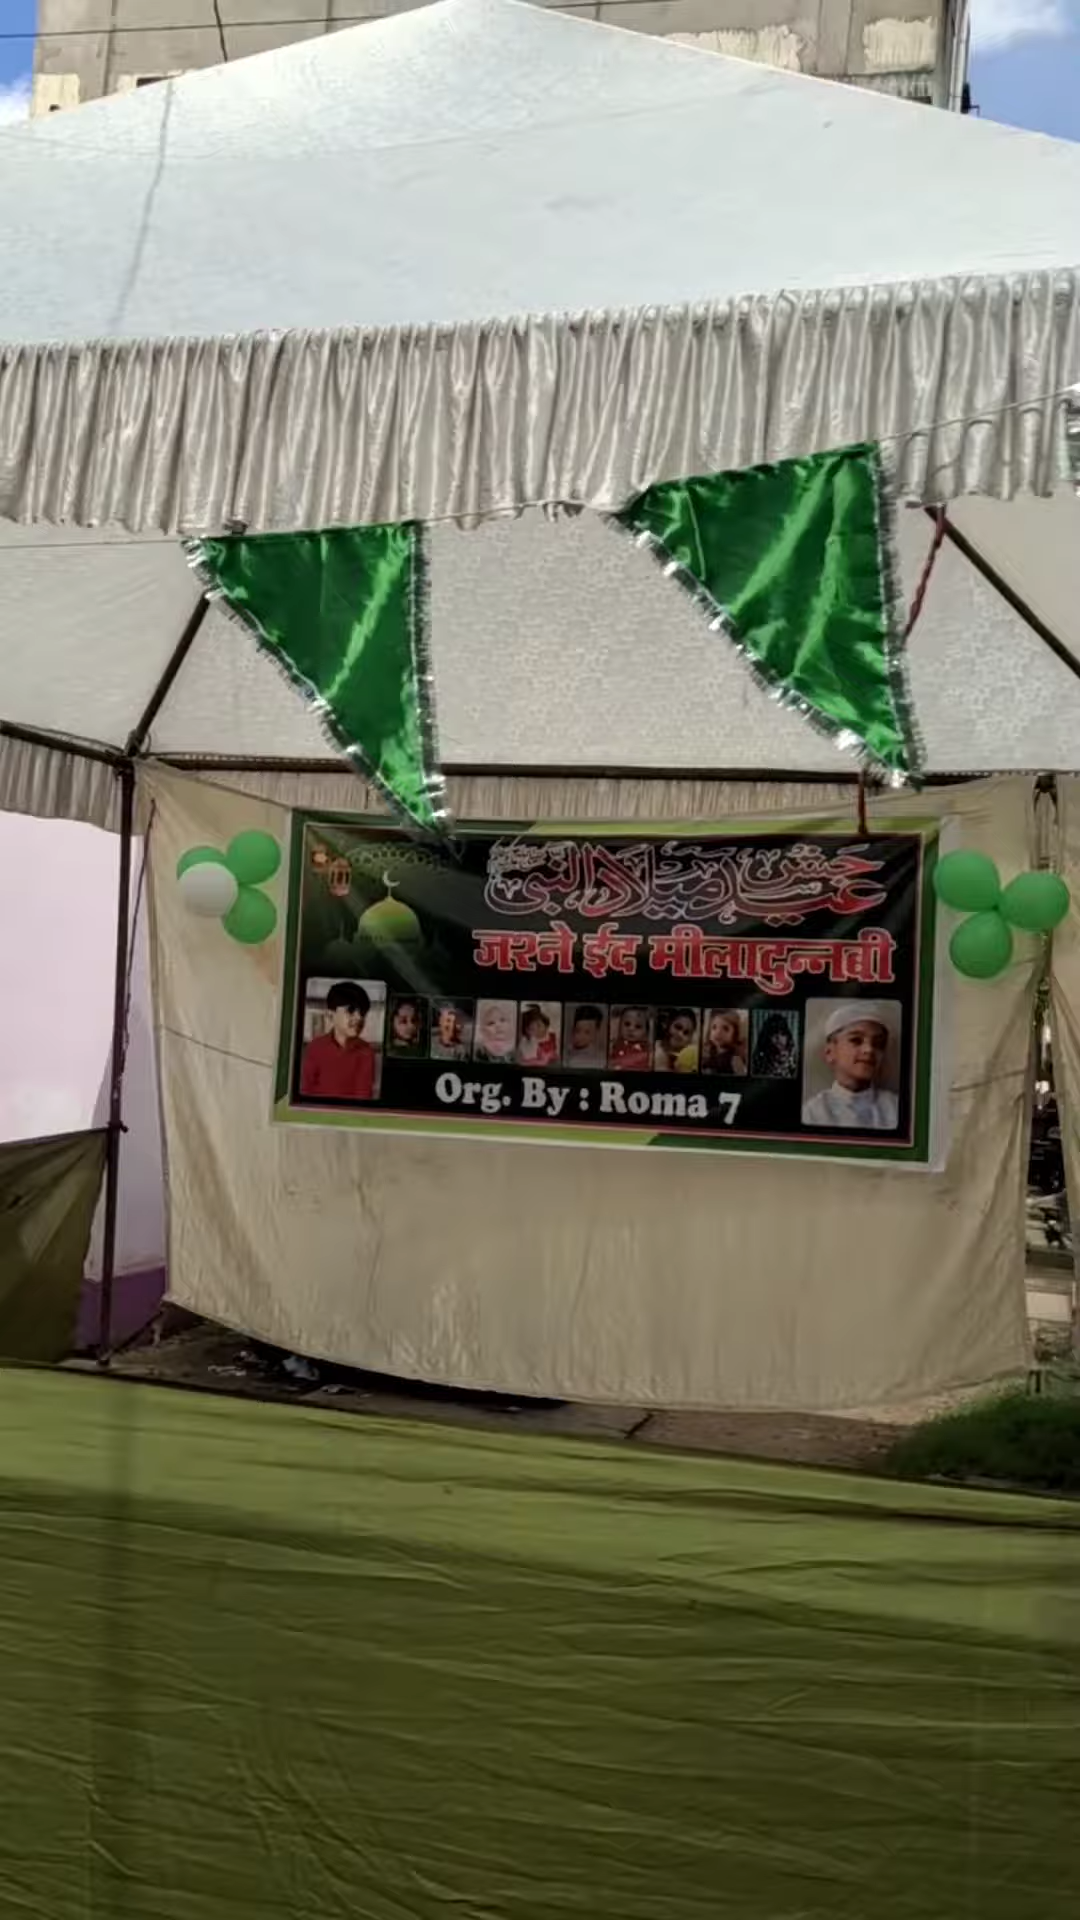 جشن عید میلاد النبی
जश्ने ईद मीलादुन्नबी
Org. By : Roma 7